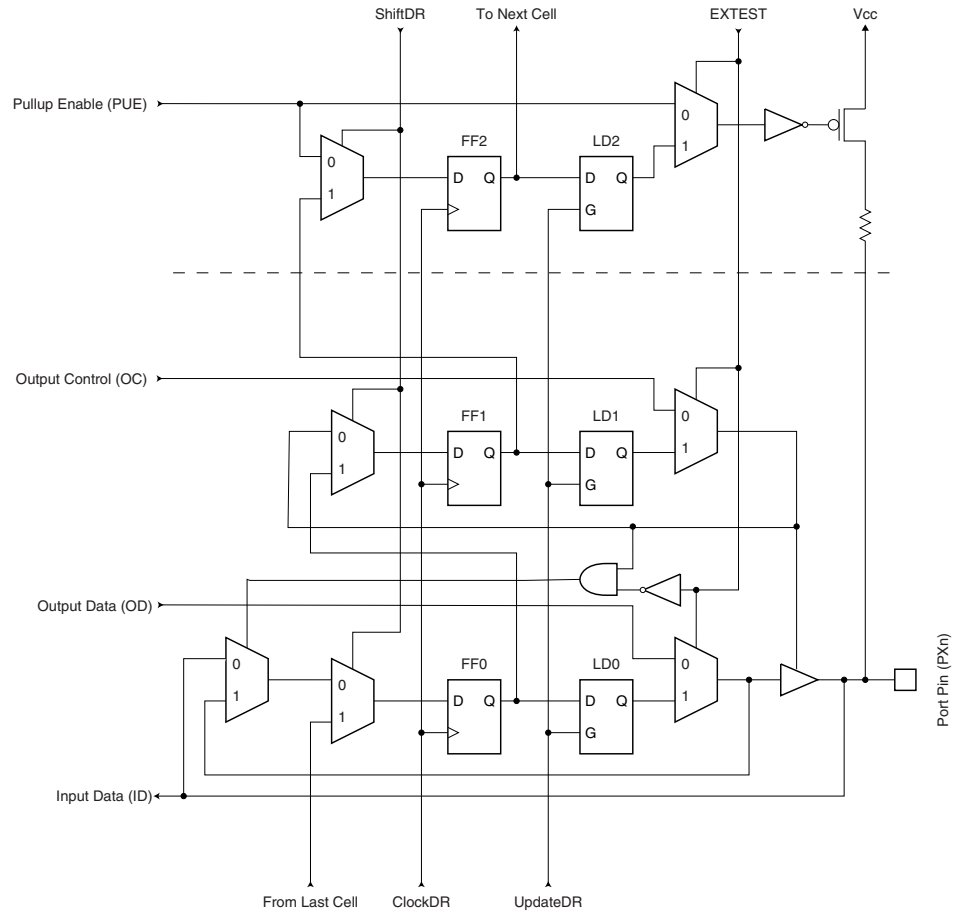 ShiftDR To Next Cell EXTEST Vcc
Pullup Enable (PUE)
0
FF2 LD2
0
1
D Q D Q
1
G
Output Control (OC)
0
FF1 LD1
0
1
D Q D Q
1
G
Output Data (OD)
0
FF0 LD0
0
0
1
D Q D Q
1
1
G
Port Pin (PXn)
Input Data (ID)
From Last Cell ClockDR UpdateDR